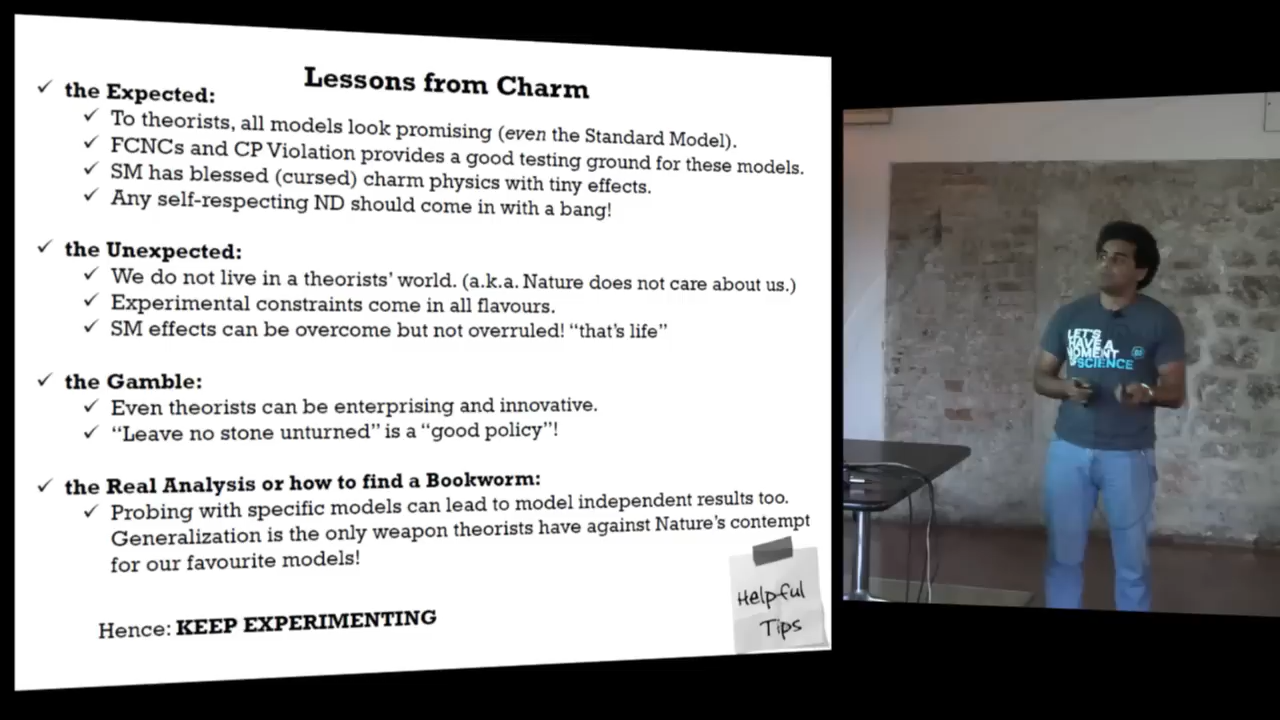 Lessons from Charm
the Expected:
To theorists, all models look promising (even the Standard Model).
FCNCs and CP Violation provides a good testing ground for these models.
SM has blessed (cursed) charm physics with tiny effects.
Any self-respecting ND should come in with a bang!
the Unexpected:
We do not live in a theorists’ world. (a.k.a. Nature does not care about us.)
Experimental constraints come in all flavours.
SM effects can be overcome but not overruled! “that’s life”
the Gamble:
Even theorists can be enterprising and innovative.
“Leave no stone unturned” is a “good policy”!
the Real Analysis or how to find a Bookworm:
Probing with specific models can lead to model independent results too.
Generalization is the only weapon theorists have against Nature’s contempt
for our favourite models!
Hence: KEEP EXPERIMENTING
Helpful
Tips
LET'S
HAVE A
MOMENT
OF SCIENCE